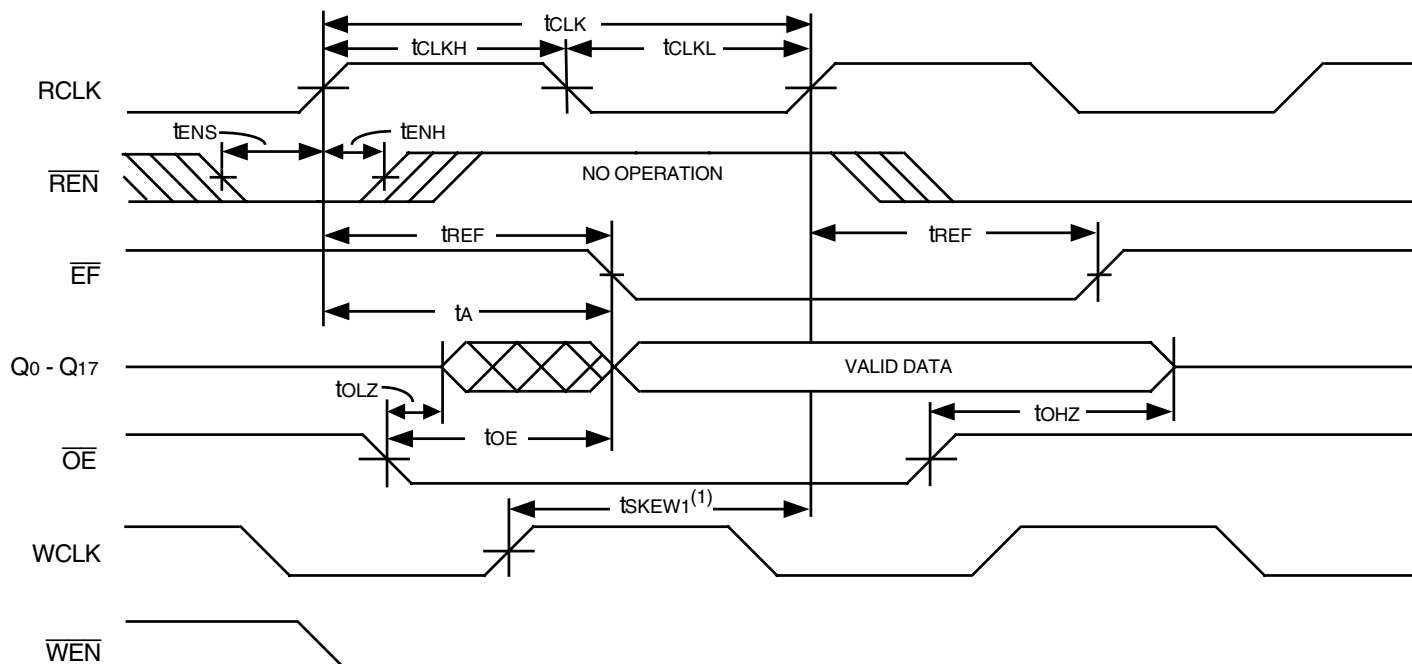 tCLK
tCLKH tCLKL
RCLK
tENS tENH
REN NO OPERATION
tREF tREF
EF
tA
Q0 - Q17 VALID DATA
tOLZ tOHZ
tOE
OE
tSKEW1(1)
WCLK
WEN